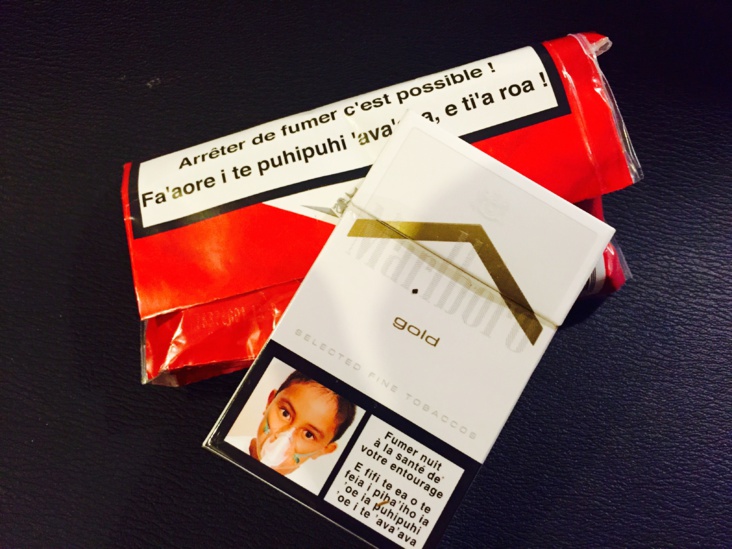 Arrêter de fumer c'est possible !
Fa'aore i te puhipuhi 'ava' a, e ti'a roa !
Marlboro
gold
SELECTED FINE TOBACCOS
Fumer nuit
à la santé de
votre entourage
E fifi te ea o te
feia i piha'iho ia
'oe ia puhipuhi
'oe i te 'ava'ava